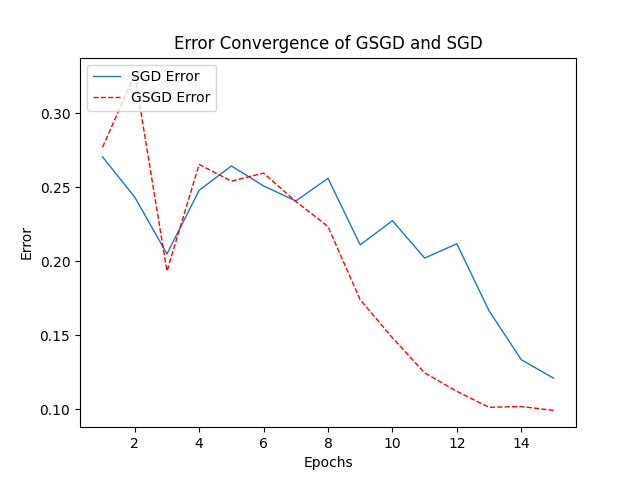 Error Convergence of GSGD and SGD
SGD Error
GSGD Error
0.30
0.25
0.20
0.15
0.10
Error
2 4 6 8 10 12 14
Epochs